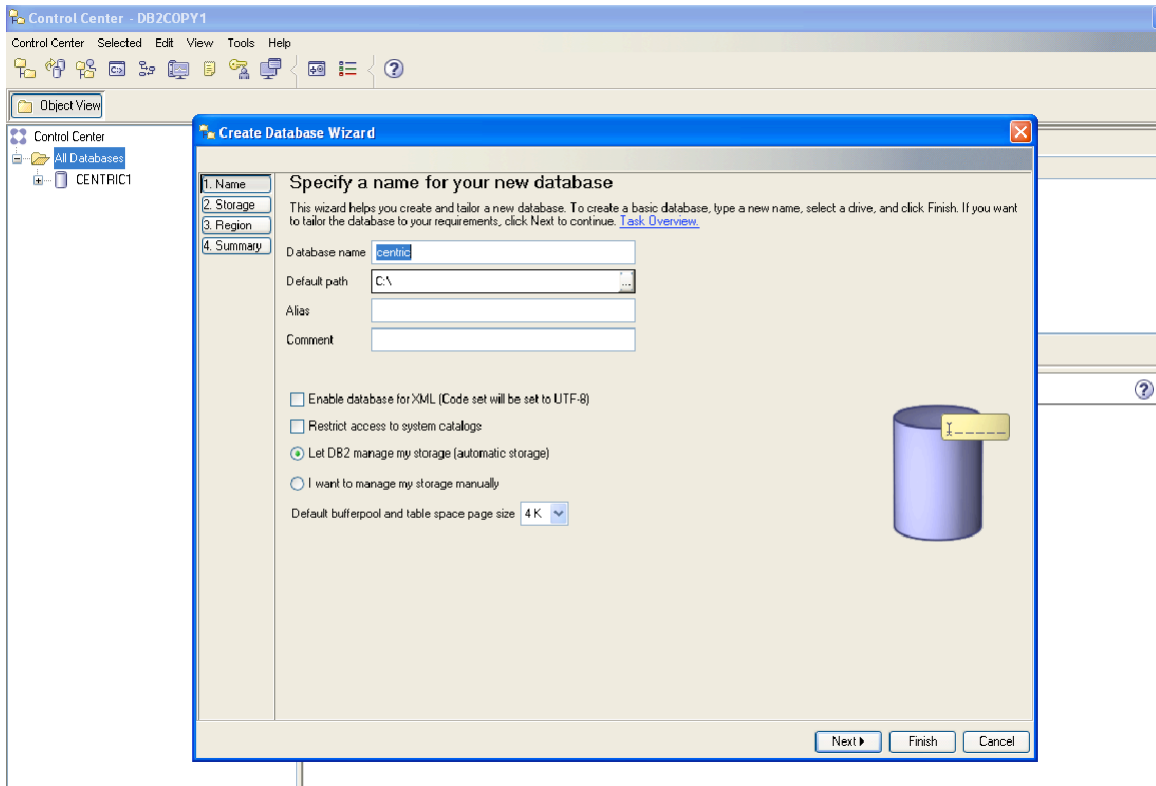 Control Center - DB2COPY1
Control Center Selected Edit View Tools Help
Object View
Control Center
All Databases
CENTRIC1
Create Database Wizard
1. Name
2. Storage
3. Region
4. Summary
Specify a name for your new database
This wizard helps you create and tailor a new database. To create a basic database, type a new name, select a drive, and click Finish. If you want
to tailor the database to your requirements, click Next to continue. Task Overview.
Database name centric
Default path C:\ ...
Alias
Comment
Enable database for XML (Code set will be set to UTF-8)
Restrict access to system catalogs
Let DB2 manage my storage (automatic storage)
I want to manage my storage manually
Default bufferpool and table space page size 4 K
Next Finish Cancel